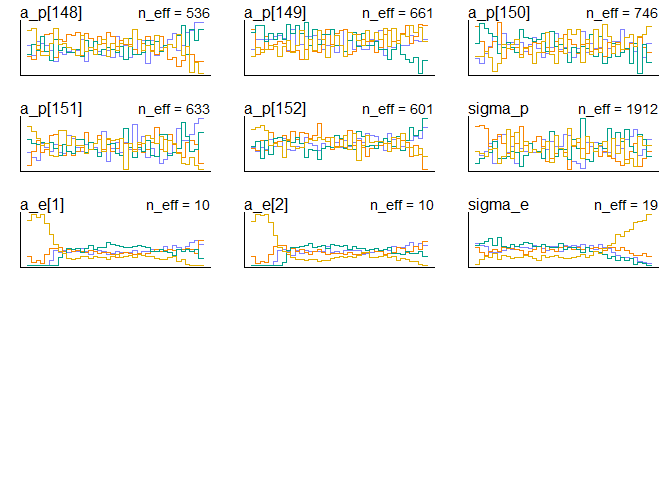 a_p[148] n_eff = 536 a_p[149] n_eff = 661 a_p[150] n_eff = 746
a_p[151] n_eff = 633 a_p[152] n_eff = 601 sigma_p n_eff = 1912
a_e[1] n_eff = 10 a_e[2] n_eff = 10 sigma_e n_eff = 19